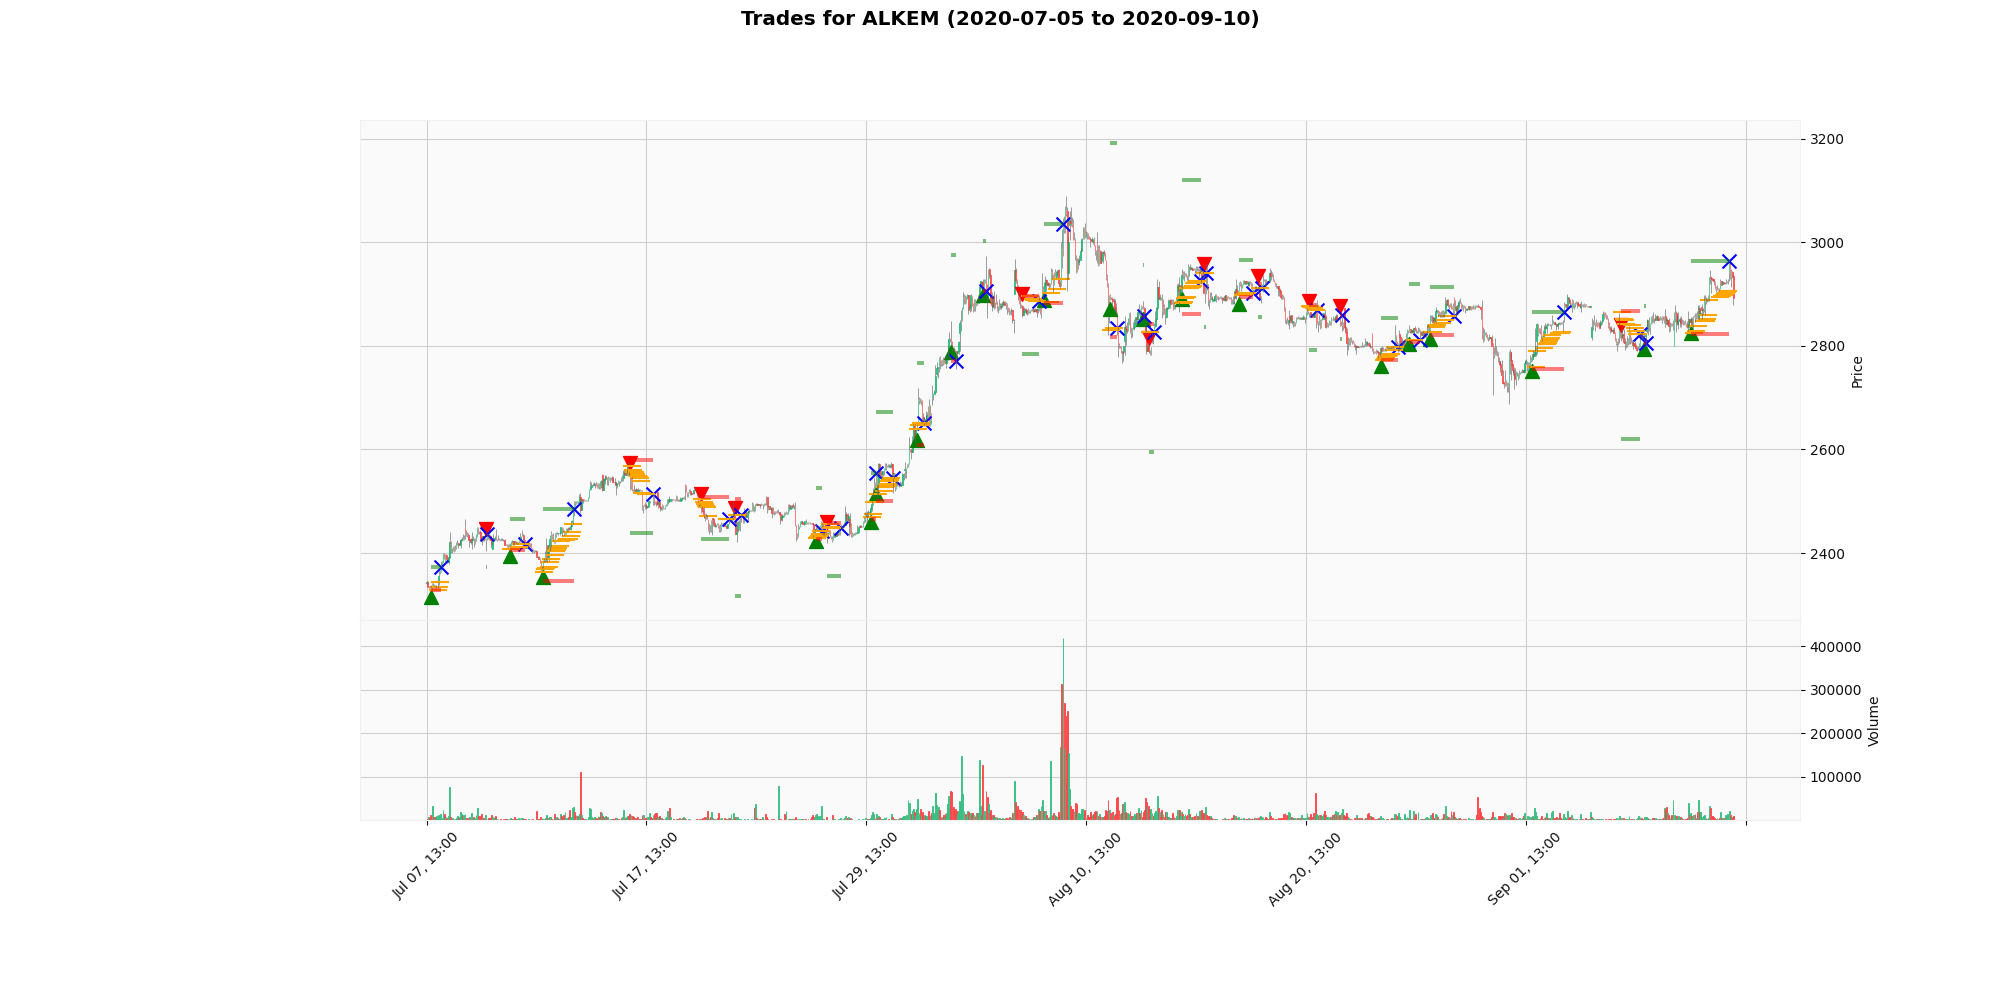 Trades for ALKEM (2020-07-05 to 2020-09-10)
3200
3000
2800
2600
2400
Price
400000
300000
200000
100000
Volume
Jul 07, 13:00
Jul 17, 13:00
Jul 29, 13:00
Aug 10, 13:00
Aug 20, 13:00
Sep 01, 13:00